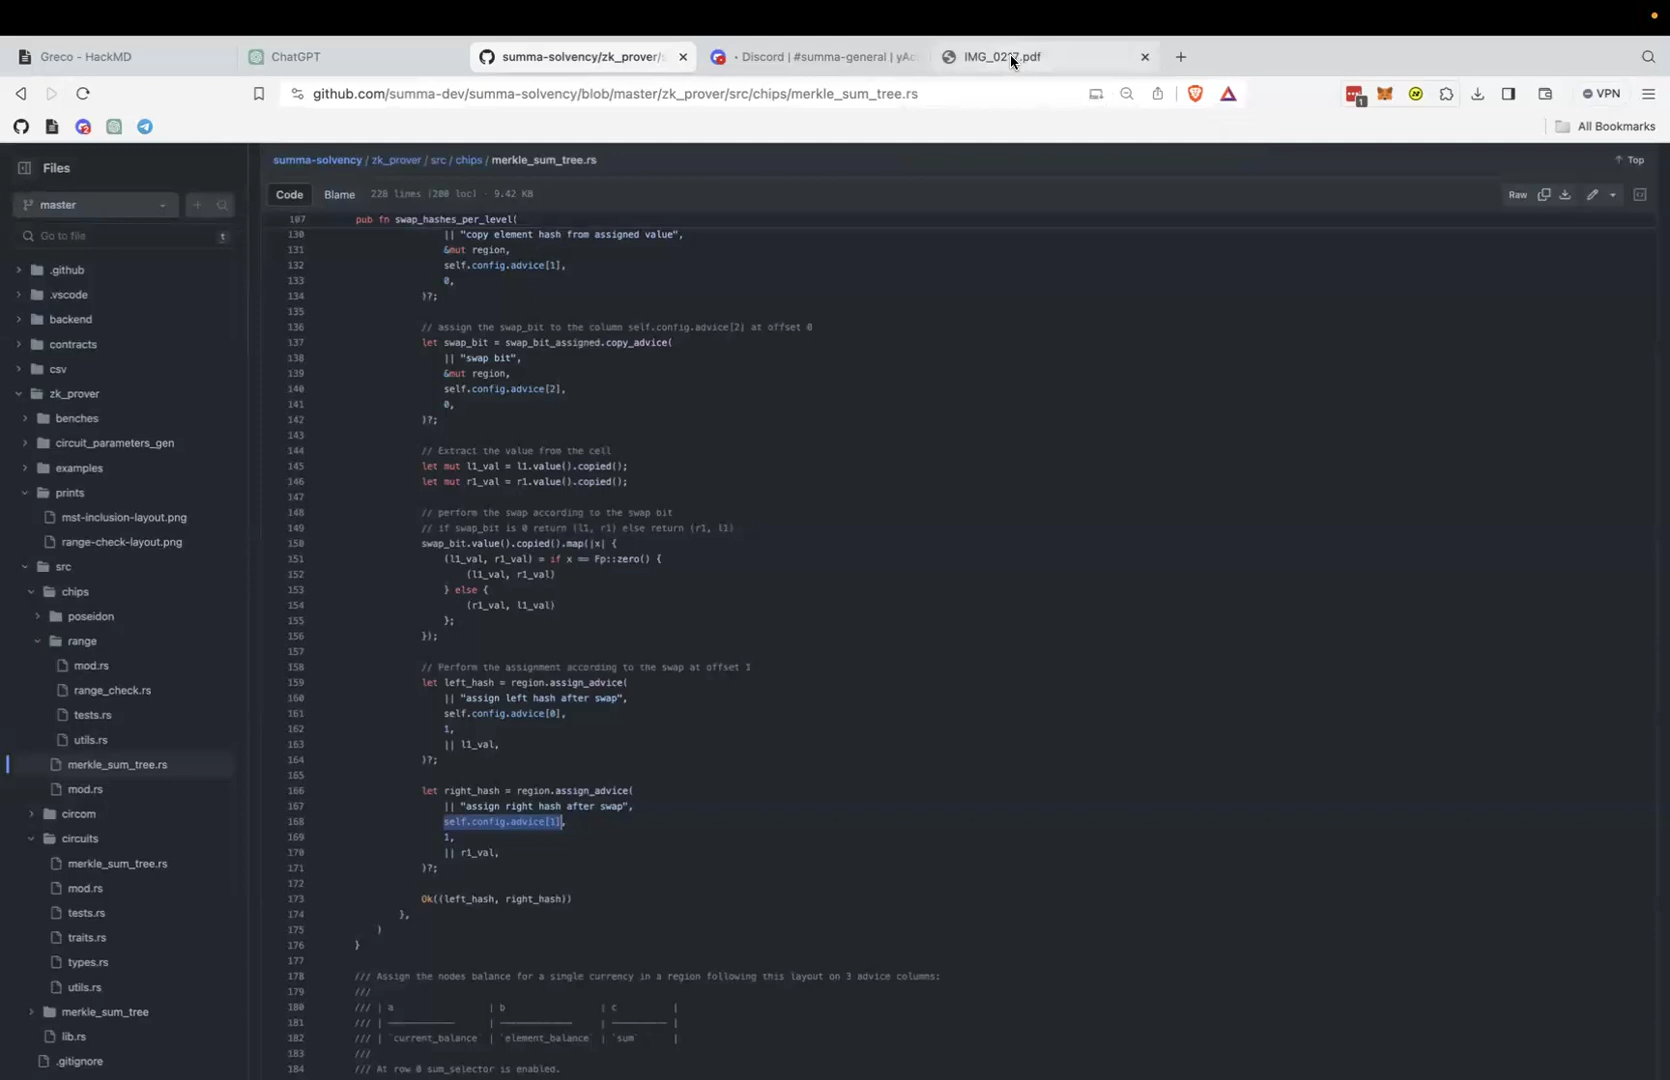 Greco - HackMD
ChatGPT
summa-solvency/zk_prover/s
• Discord | #summa-general | yAc
IMG_02 7.pdf
github.com/summa-dev/summa-solvency/blob/master/zk_prover/src/chips/merkle_sum_tree.rs
1
VPN
All Bookmarks
Files
summa-solvency / zk_prover / src / chips / merkle_sum_tree.rs
Top
Code
Blame
228 lines (200 loc) · 9.42 KB
Raw
master
Go to file
t
.github
.vscode
backend
contracts
csv
zk_prover
benches
circuit_parameters_gen
examples
prints
mst-inclusion-layout.png
range-check-layout.png
src
chips
poseidon
range
mod.rs
range_check.rs
tests.rs
utils.rs
merkle_sum_tree.rs
mod.rs
circom
circuits
merkle_sum_tree.rs
mod.rs
tests.rs
traits.rs
types.rs
utils.rs
merkle_sum_tree
lib.rs
.gitignore
107 pub fn swap_hashes_per_level(
130 || "copy element hash from assigned value",
131 &mut region,
132 self.config.advice[1],
133 0,
134 )?;
135
136 // assign the swap_bit to the column self.config.advice[2] at offset 0
137 let swap_bit = swap_bit_assigned.copy_advice(
138 || "swap bit",
139 &mut region,
140 self.config.advice[2],
141 0,
142 )?;
143
144 // Extract the value from the cell
145 let mut l1_val = l1.value().copied();
146 let mut r1_val = r1.value().copied();
147
148 // perform the swap according to the swap bit
149 // if swap_bit is 0 return (l1, r1) else return (r1, l1)
150 swap_bit.value().copied().map(|x| {
151 (l1_val, r1_val) = if x == Fp::zero() {
152 (l1_val, r1_val)
153 } else {
154 (r1_val, l1_val)
155 };
156 });
157
158 // Perform the assignment according to the swap at offset 1
159 let left_hash = region.assign_advice(
160 || "assign left hash after swap",
161 self.config.advice[0],
162 1,
163 || l1_val,
164 )?;
165
166 let right_hash = region.assign_advice(
167 || "assign right hash after swap",
168 self.config.advice[1],
169 1,
170 || r1_val,
171 )?;
172
173 Ok((left_hash, right_hash))
174 },
175 )
176 }
177
178 /// Assign the nodes balance for a single currency in a region following this layout on 3 advice columns:
179 ///
180 /// | a | b | c |
181 /// | ------------ | ------------- | ---------- |
182 /// | `current_balance` | `element_balance` | `sum` |
183 ///
184 /// At row 0 sum_selector is enabled.